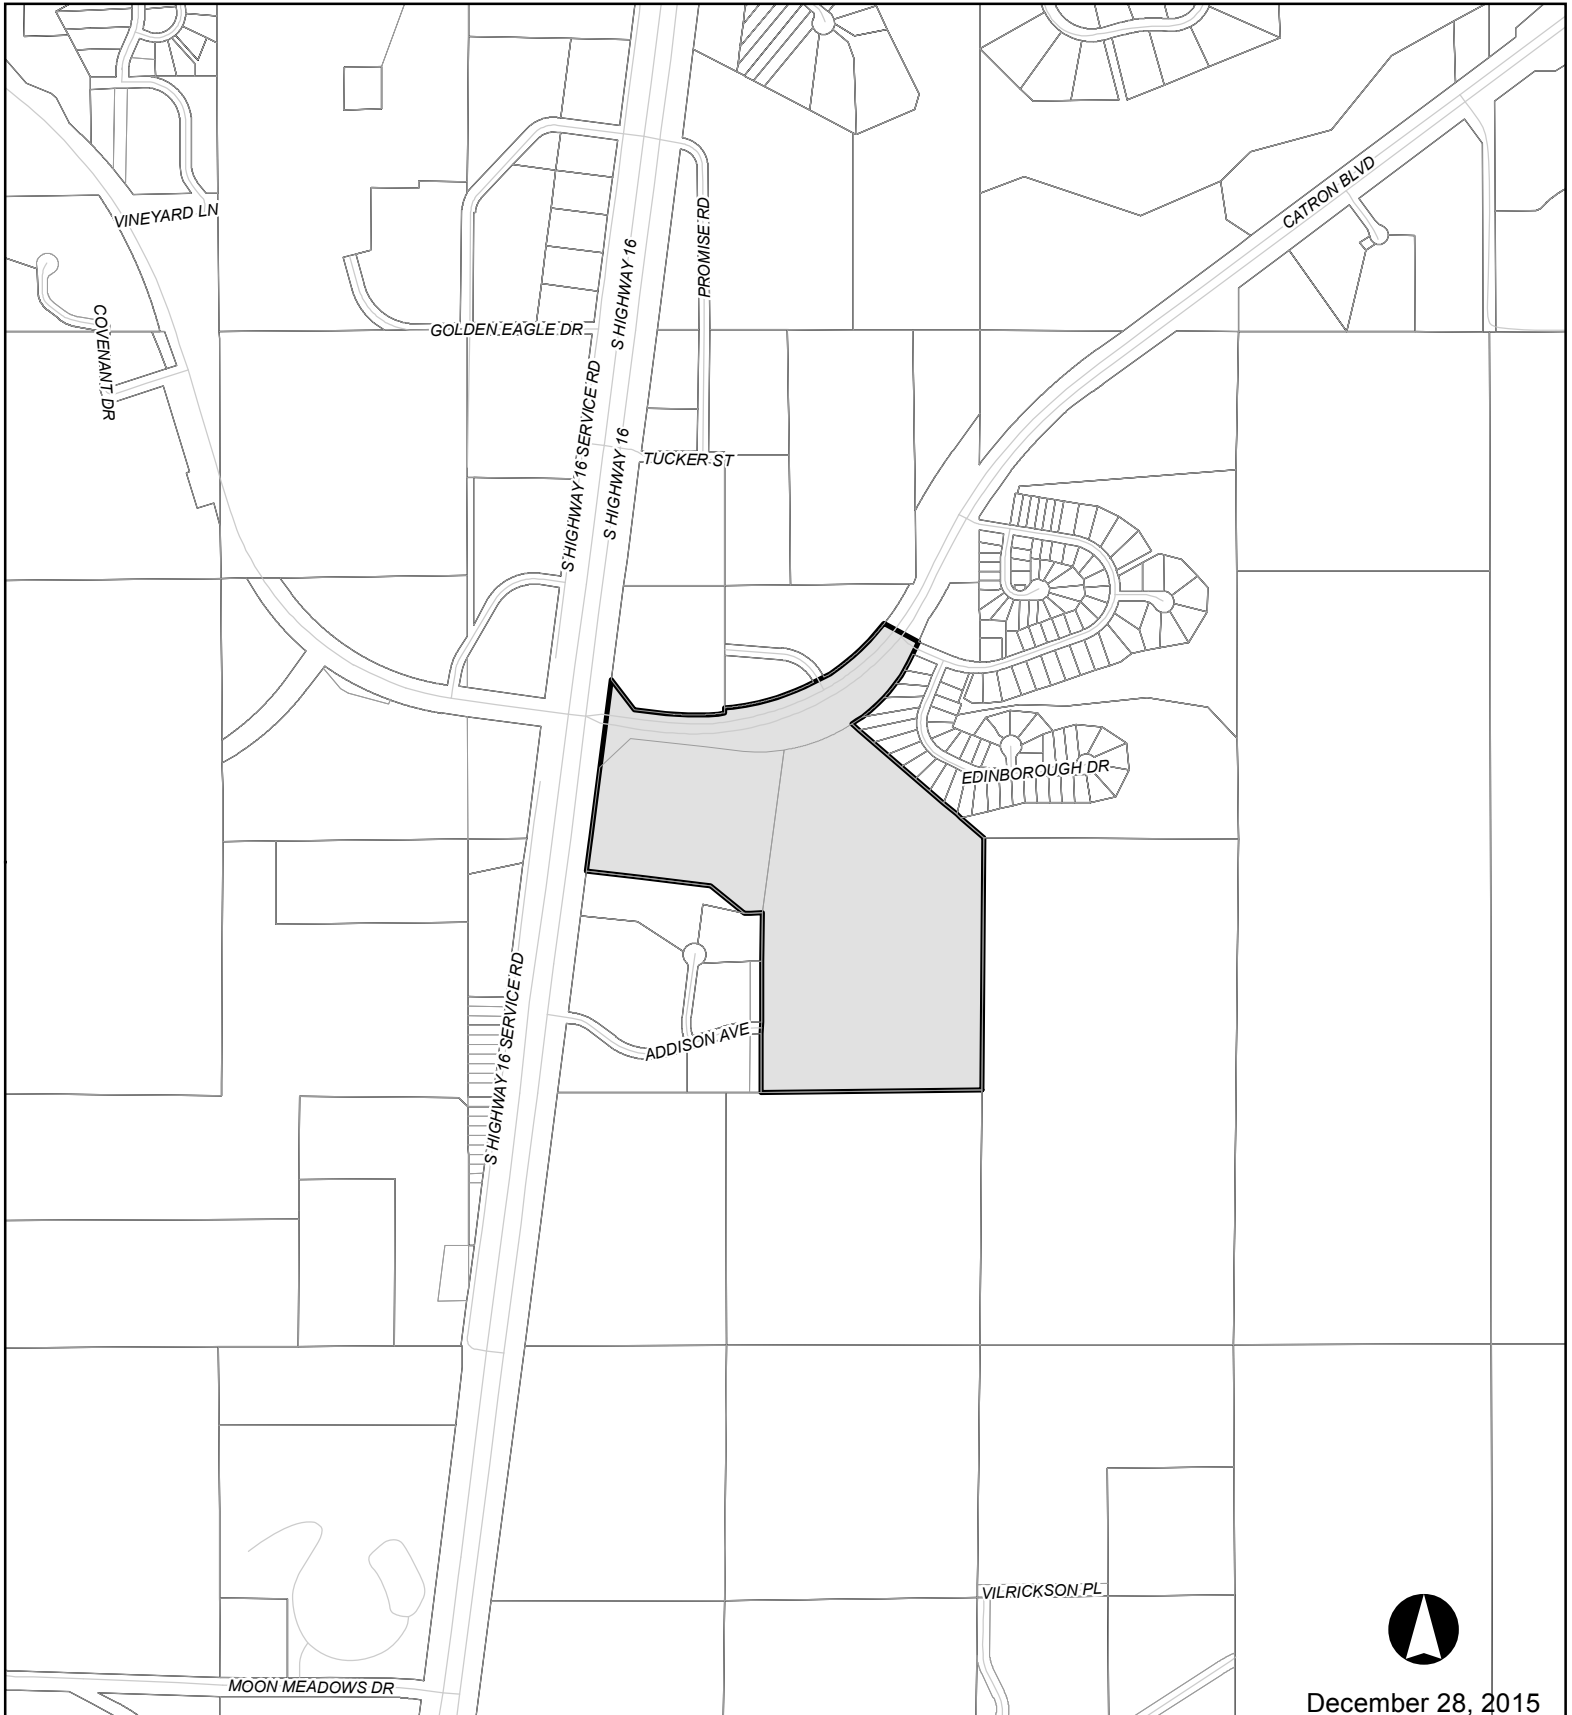 CATRON BLVD
VINEYARD LN
PROMISE RD
S HIGHWAY 16
COVENANT DR
GOLDEN EAGLE DR
S HIGHWAY 16 SERVICE RD
S HIGHWAY 16
TUCKER ST
EDINBOROUGH DR
S HIGHWAY 16 SERVICE RD
ADDISON AVE
VILRICKSON PL
MOON MEADOWS DR
December 28, 2015